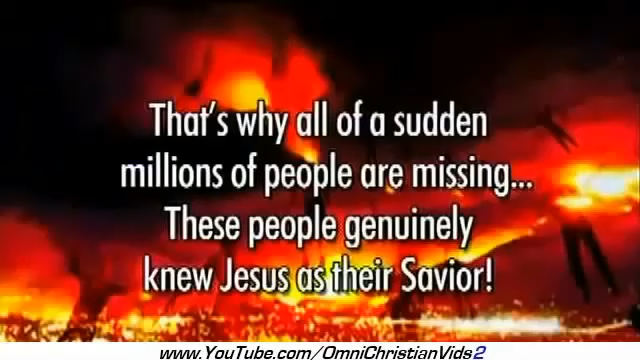 That's why all of a sudden
millions of people are missing...
These people genuinely
knew Jesus as their Savior!
www.YouTube.com/OmniChristianVids2